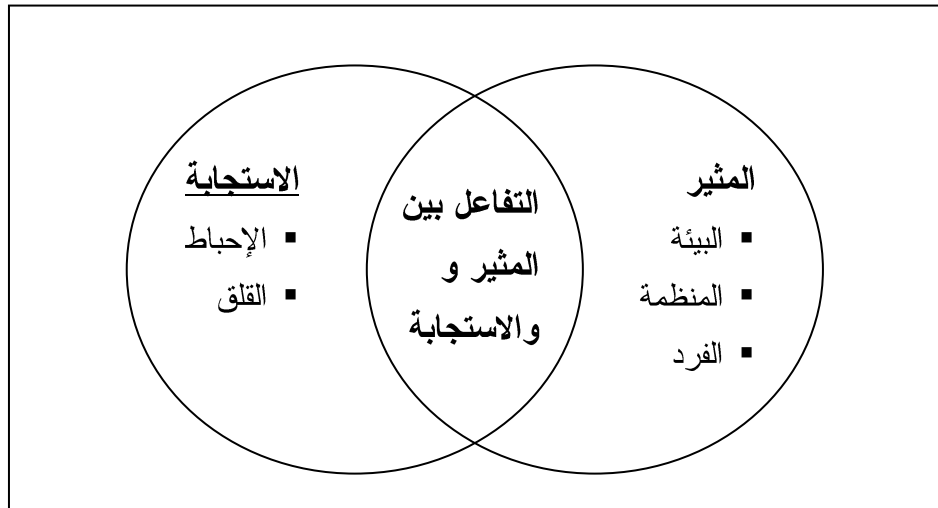 المثير
▪ البيئة
▪ المنظمة
▪ الفرد
التفاعل بين
المثير و
والاستجابة
الاستجابة
▪ الإحباط
▪ القلق